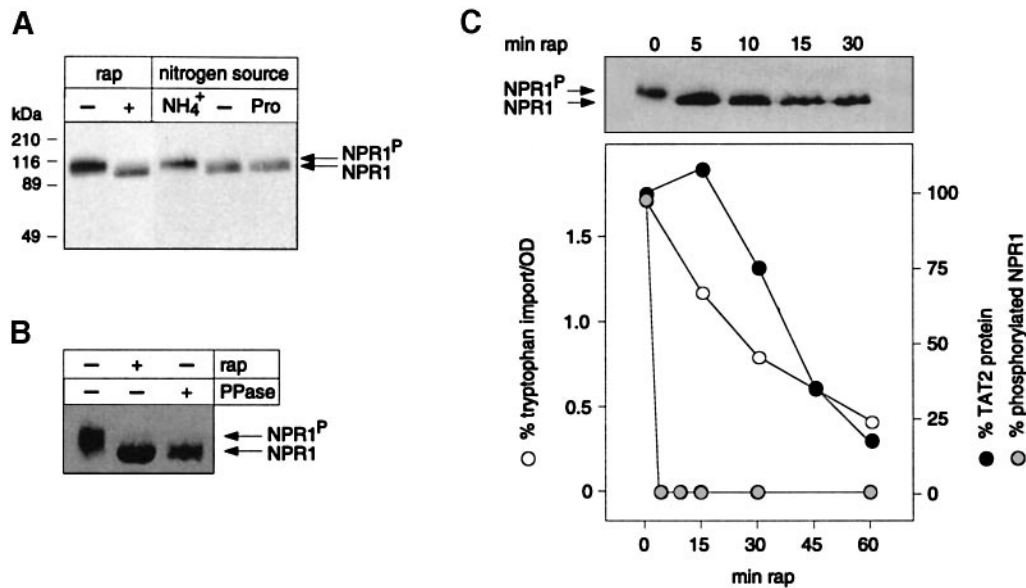 A
rap nitrogen source
– + NH4+ – Pro
kDa
210 –
116 –
89 –
49 –
NPR1P
NPR1
B
– + – rap
– – + PPase
NPR1P
NPR1
C
min rap 0 5 10 15 30
NPR1P
NPR1
% tryptophan import/OD
1.5
1.0
0.5
0
100
75
50
25
0
% TAT2 protein
% phosphorylated NPR1
0 15 30 45 60
min rap